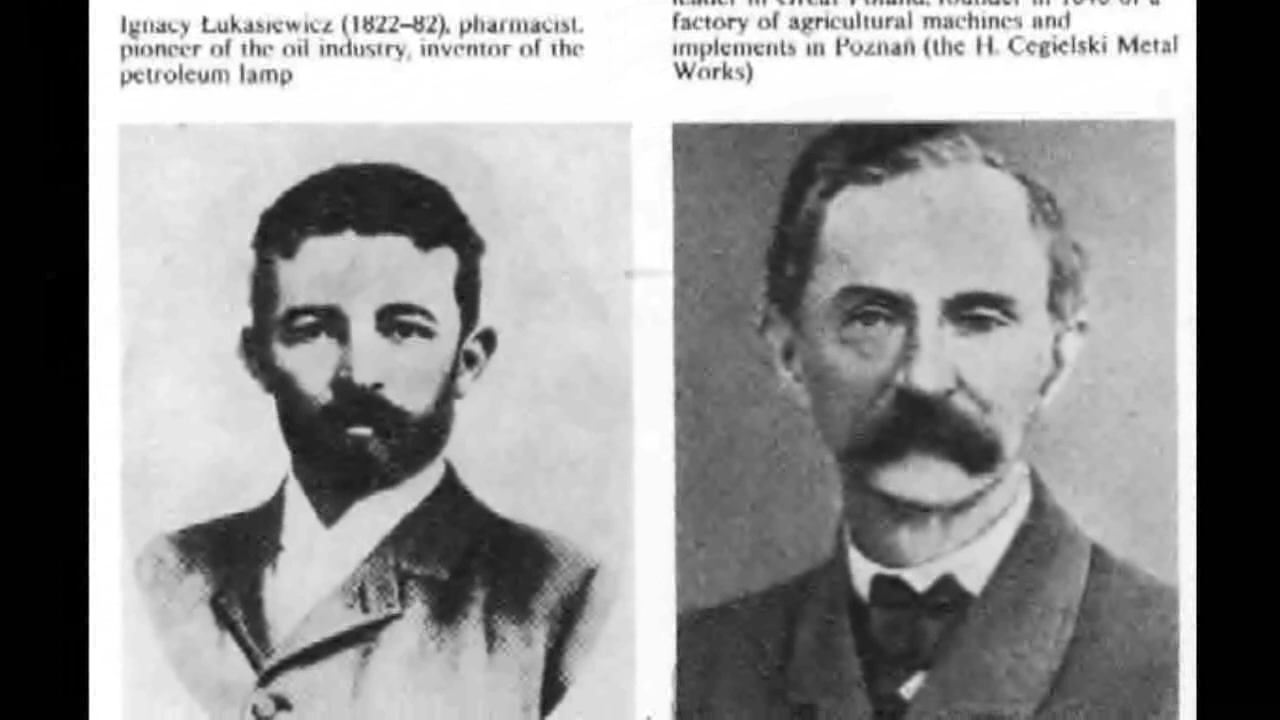 Ignacy Łukasiewicz (1822–82), pharmacist,
pioneer of the oil industry, inventor of the
petroleum lamp
factory of agricultural machines and
implements in Poznań (the H. Cegielski Metal
Works)